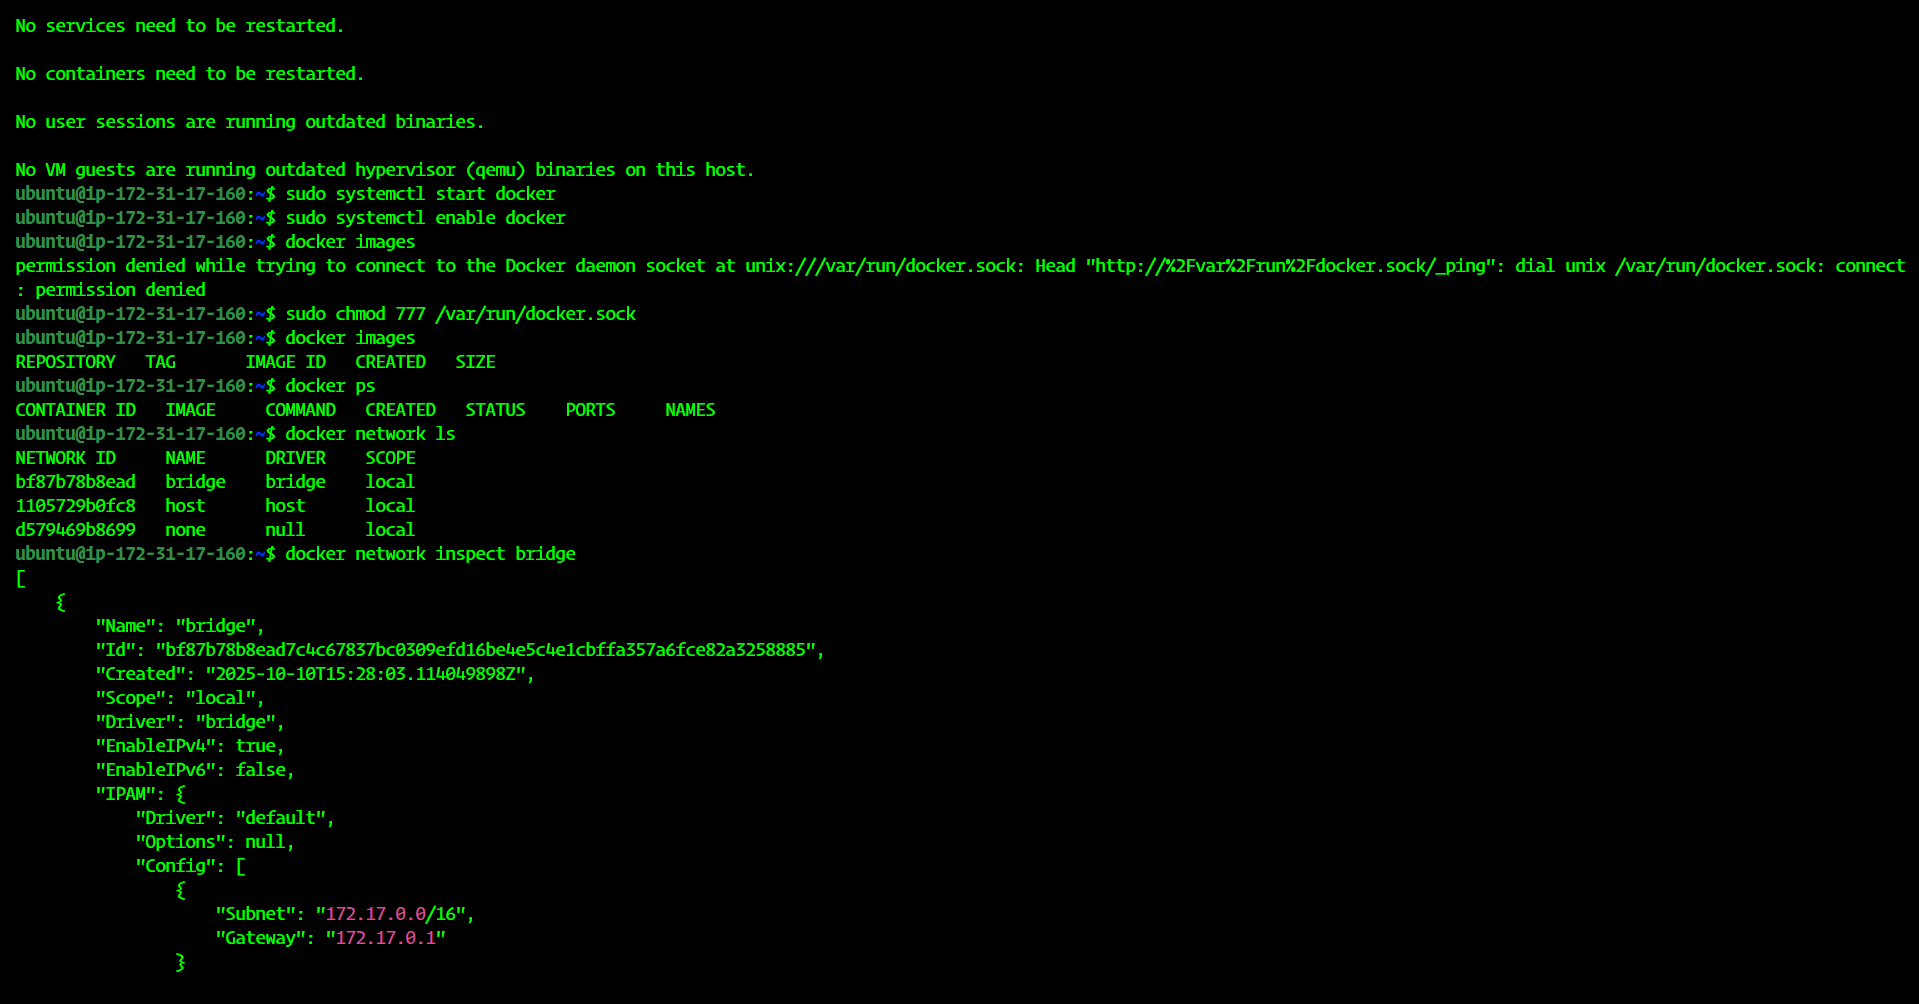 No services need to be restarted.
No containers need to be restarted.
No user sessions are running outdated binaries.
No VM guests are running outdated hypervisor (qemu) binaries on this host.
ubuntu@ip-172-31-17-160:~$ sudo systemctl start docker
ubuntu@ip-172-31-17-160:~$ sudo systemctl enable docker
ubuntu@ip-172-31-17-160:~$ docker images
permission denied while trying to connect to the Docker daemon socket at unix:///var/run/docker.sock: Head "http://%2Fvar%2Frun%2Fdocker.sock/_ping": dial unix /var/run/docker.sock: connect
: permission denied
ubuntu@ip-172-31-17-160:~$ sudo chmod 777 /var/run/docker.sock
ubuntu@ip-172-31-17-160:~$ docker images
REPOSITORY   TAG       IMAGE ID   CREATED   SIZE
ubuntu@ip-172-31-17-160:~$ docker ps
CONTAINER ID   IMAGE     COMMAND   CREATED   STATUS    PORTS     NAMES
ubuntu@ip-172-31-17-160:~$ docker network ls
NETWORK ID     NAME      DRIVER    SCOPE
bf87b78b8ead   bridge    bridge    local
1105729b0fc8   host      host      local
d579469b8699   none      null      local
ubuntu@ip-172-31-17-160:~$ docker network inspect bridge
[
    {
        "Name": "bridge",
        "Id": "bf87b78b8ead7c4c67837bc0309efd16be4e5c4e1cbffa357a6fce82a3258885",
        "Created": "2025-10-10T15:28:03.114049898Z",
        "Scope": "local",
        "Driver": "bridge",
        "EnableIPv4": true,
        "EnableIPv6": false,
        "IPAM": {
            "Driver": "default",
            "Options": null,
            "Config": [
                {
                    "Subnet": "172.17.0.0/16",
                    "Gateway": "172.17.0.1"
                }